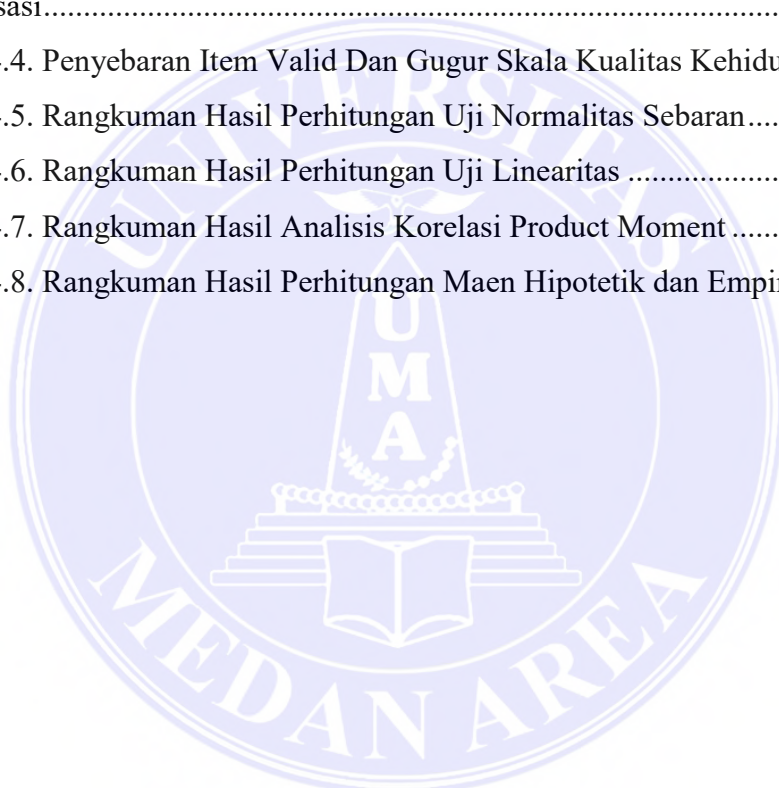 sasi
.4. Penyebaran Item Valid Dan Gugur Skala Kualitas
.5. Rangkuman Hasil Perhitungan Uji Normalitas Sebaran
.6. Rangkuman Hasil Perhitungan Uji Linearitas
.7. Rangkuman Hasil Analisis Korelasi Product Moment
.8. Rangkuman Hasil Perhitungan Maen Hipotetik dan
UNIVERSITAS
UMA
MEDAN AREA